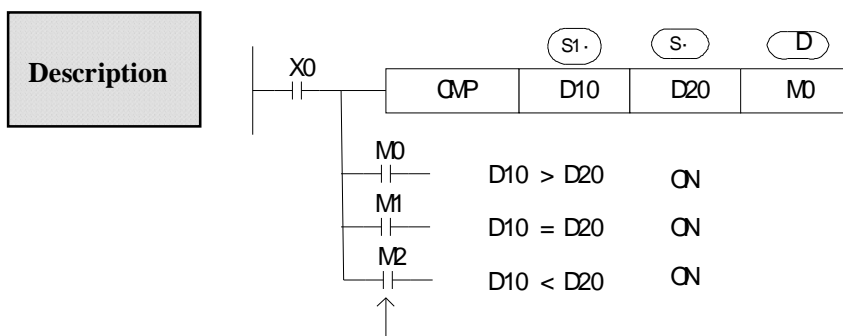 Description
S1· S· D
X0
CMP D10 D20 M0
M0
D10 > D20 ON
M1
D10 = D20 ON
M2
D10 < D20 ON